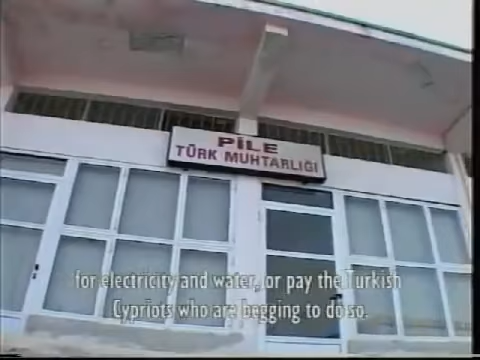 PİLE
TÜRK MUHTARLIĞI
for electricity and water, or pay the Turkish
Cypriots who are begging to do so.